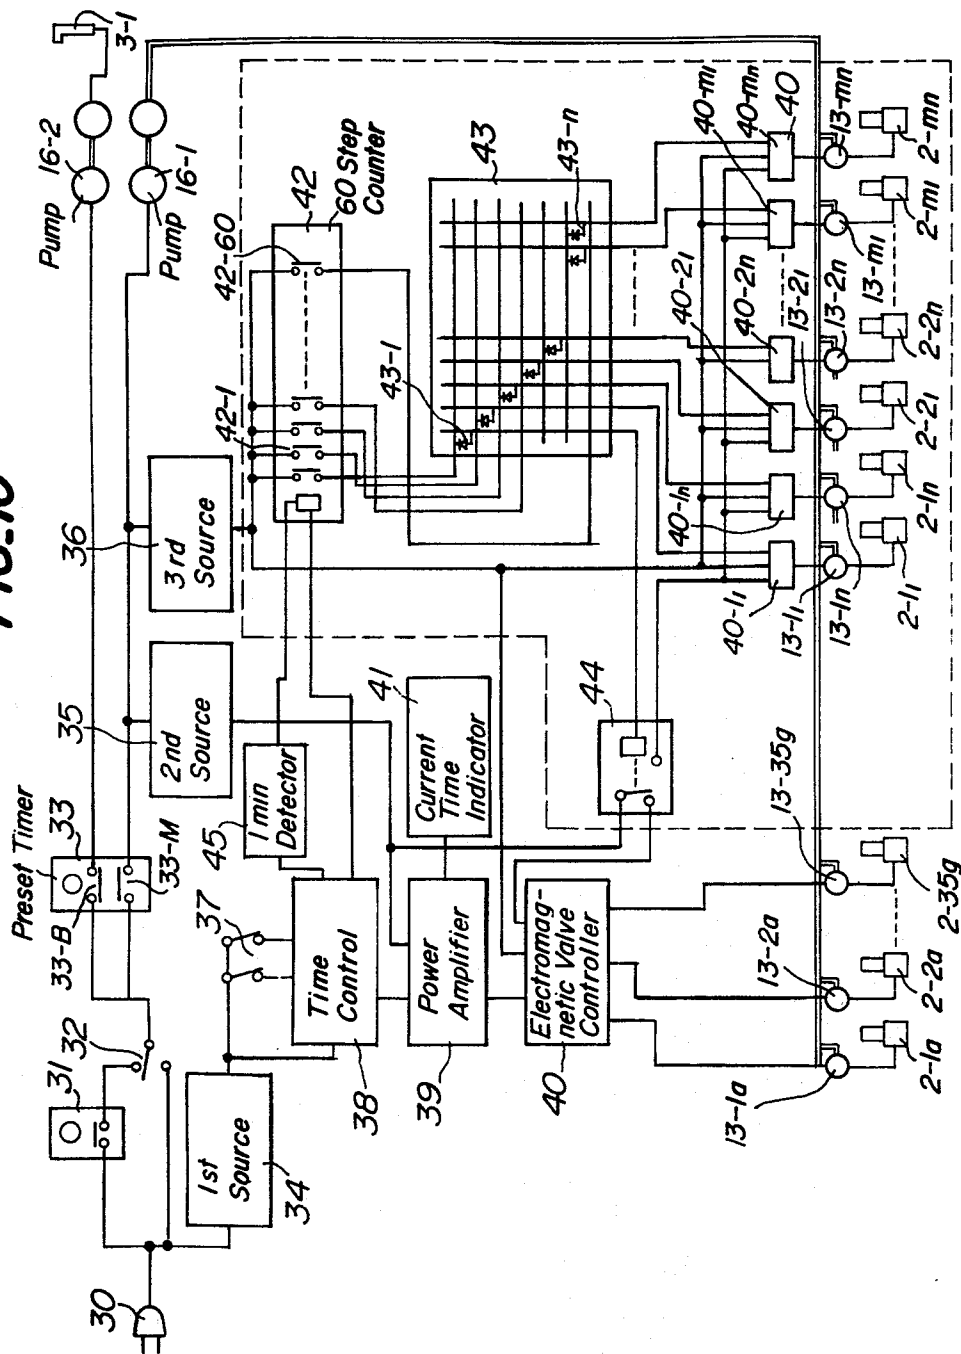 30
31
32
Preset Timer
33
33-B
33-M
35
2nd
Source
36
3rd
Source
Pump
16-2
Pump
16-1
3-1
1st
Source
34
37
45
1 min
Detector
Time
Control
38
Power
Amplifier
39
41
Current
Time
Indicator
Electromag-
netic Valve
Controller
40
44
42-1
42-60
42
60 Step
Counter
43-1
43
43-n
40-11
40-1n
40-21
40-2n
40-m1
40-mn
40
13-1a
13-2a
13-35g
13-11
13-1n
13-21
13-2n
13-m1
13-mn
2-1a
2-2a
2-35g
2-11
2-1n
2-21
2-2n
2-m1
2-mn